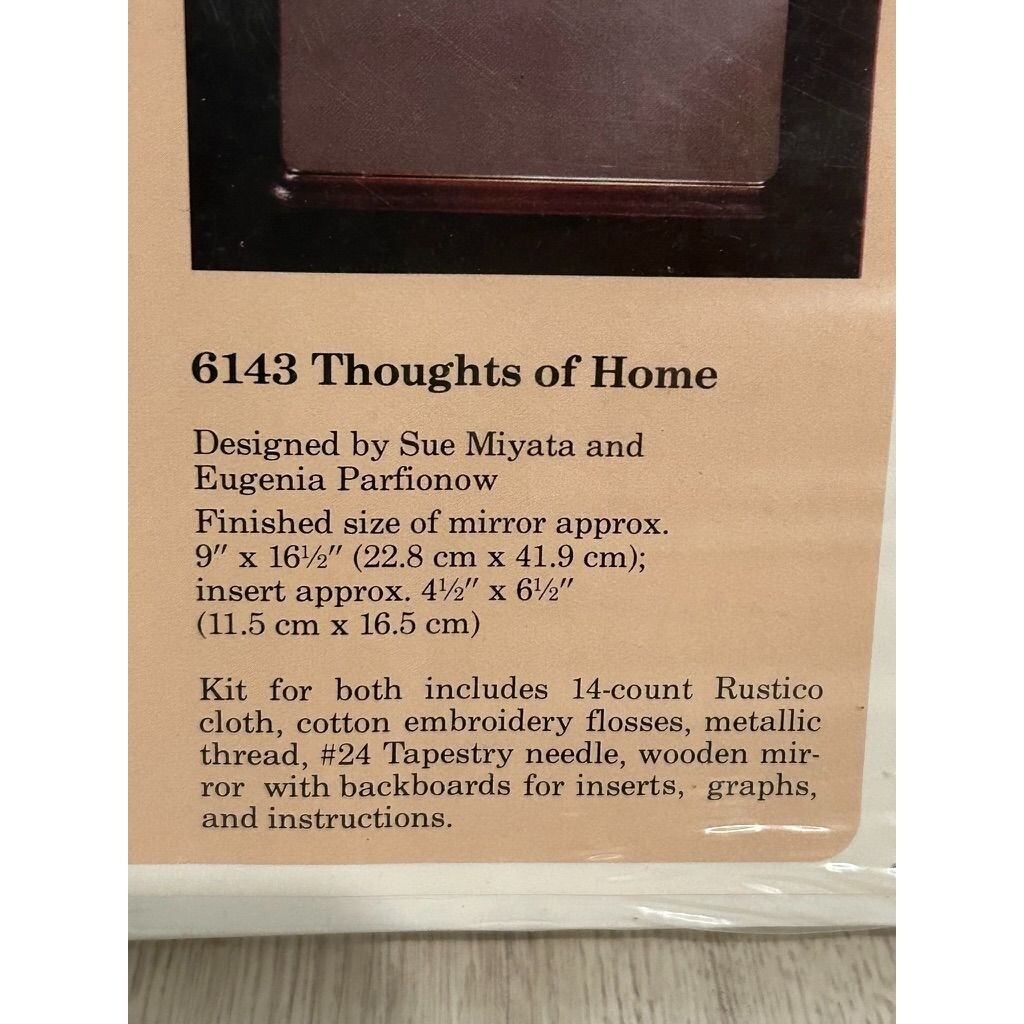 6143 Thoughts of Home
Designed by Sue Miyata and
Eugenia Parfionow
Finished size of mirror approx.
9″ x 16½″ (22.8 cm x 41.9 cm);
insert approx. 4½″ x 6½″
(11.5 cm x 16.5 cm)
Kit for both includes 14-count Rustico
cloth, cotton embroidery flosses, metallic
thread, #24 Tapestry needle, wooden mir-
ror with backboards for inserts, graphs,
and instructions.